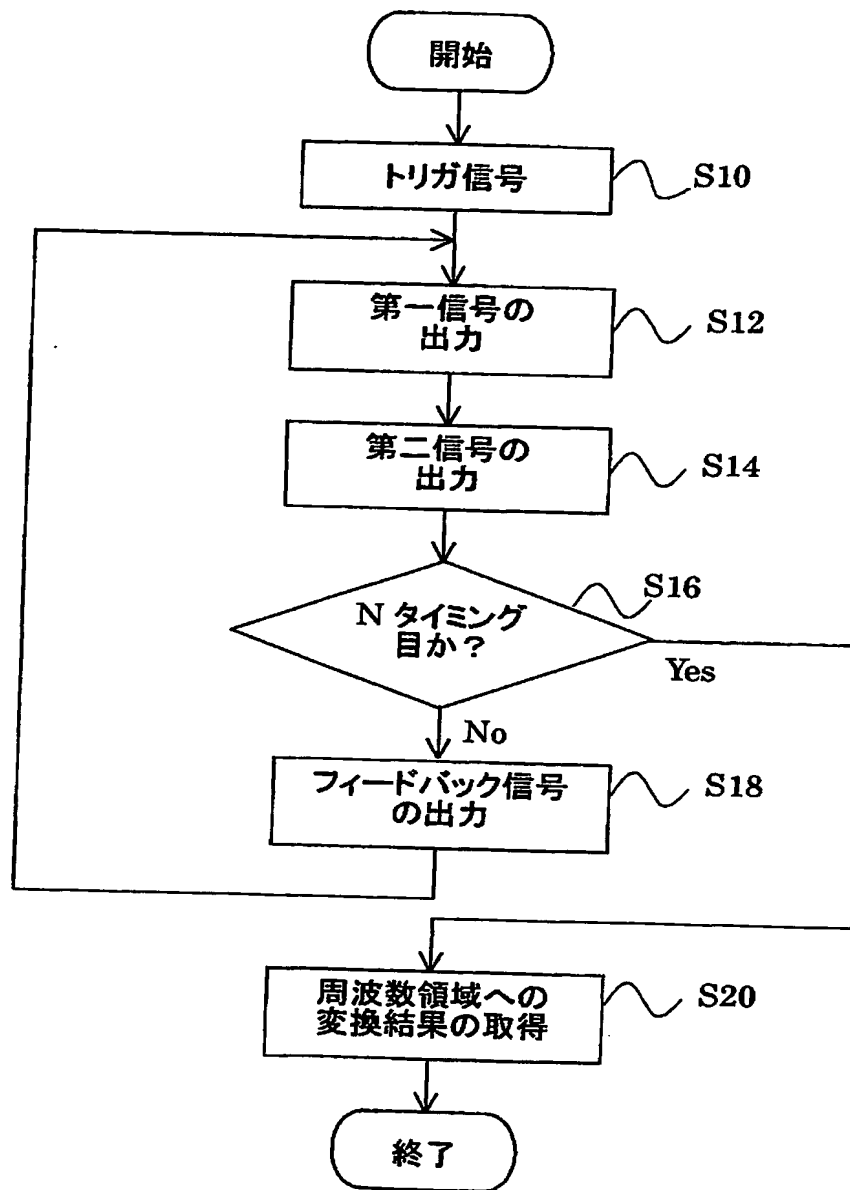 開始
トリガ信号
S10
第一信号の
出力
S12
第二信号の
出力
S14
N タイミング
目か？
S16
Yes
No
フィードバック信号
の出力
S18
周波数領域への
変換結果の取得
S20
終了